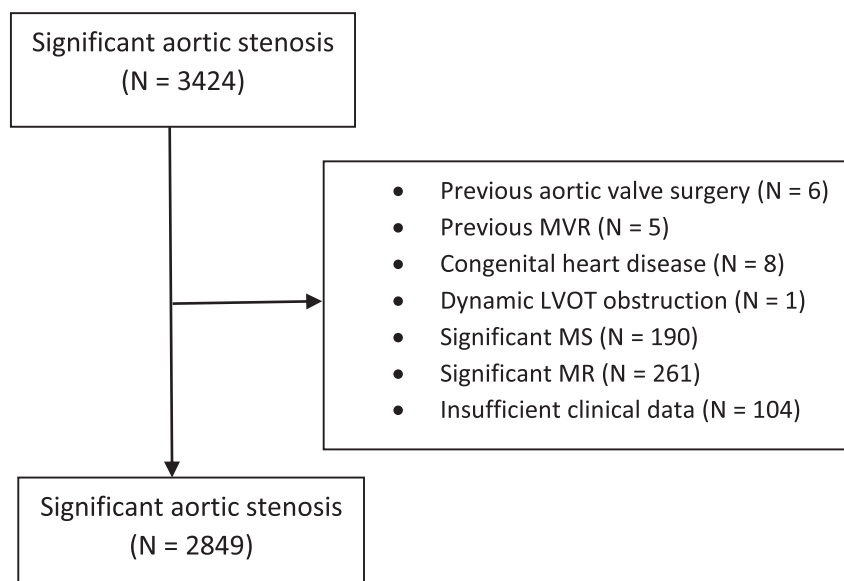 Significant aortic stenosis
(N = 3424)
• Previous aortic valve surgery (N = 6)
• Previous MVR (N = 5)
• Congenital heart disease (N = 8)
• Dynamic LVOT obstruction (N = 1)
• Significant MS (N = 190)
• Significant MR (N = 261)
• Insufficient clinical data (N = 104)
Significant aortic stenosis
(N = 2849)